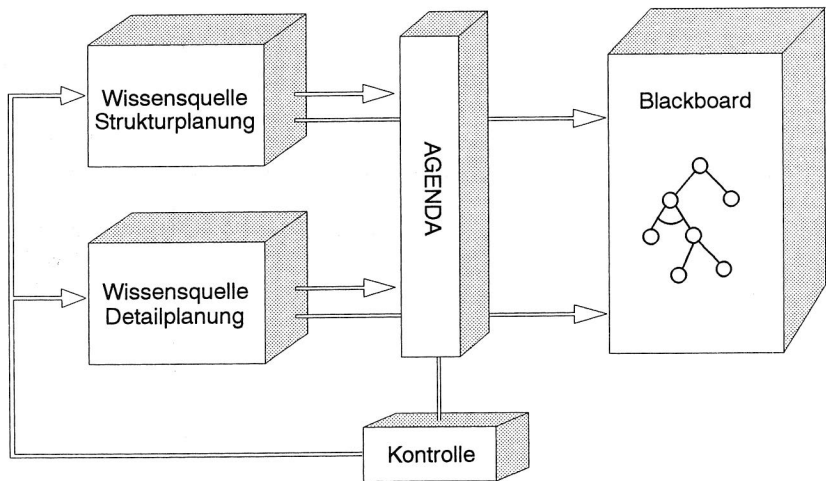 Wissensquelle
Strukturplanung
AGENDA
Blackboard
Wissensquelle
Detailplanung
Kontrolle